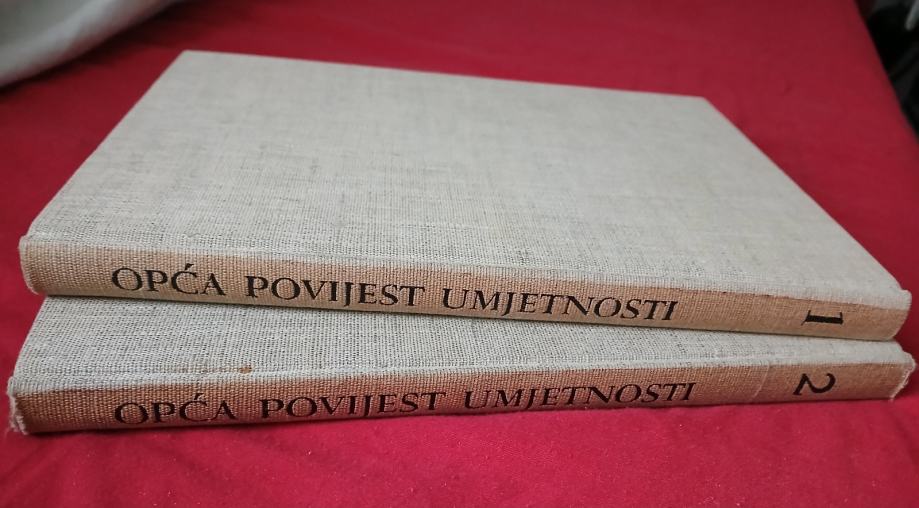 OPĆA POVIJEST UMJETNOSTI 1
OPĆA POVIJEST UMJETNOSTI 2